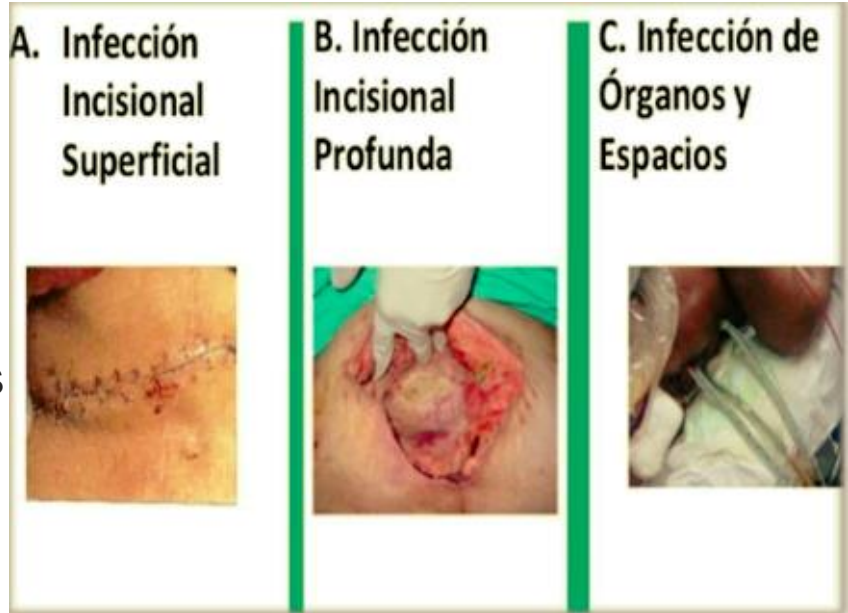 A. Infección
Incisional
Superficial
B. Infección
Incisional
Profunda
C. Infección de
Órganos y
Espacios
s